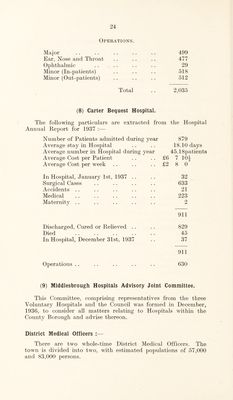 24
Operations.
Major .. .. .. .. .. 499
Ear, Nose and Throat .. .. .. 477
Ophthalmic .. .. .. .. 29
Minor (In-patients) .. .. .. 518
Minor (Out-patients) .. .. .. 512
Total .. 2,035
(8) Carter Bequest Hospital.
The following particulars are extracted from the Hospital
Annual Report for 1937 :—
Number of Patients admitted during year 879
Average stay in Hospital .. .. 18.10 days
Average number in Hospital during year 45.18 patients
Average Cost per Patient .. .. £6 7 10½
Average Cost per week .. .. .. £2 8 0
In Hospital, January 1st, 1937 .. .. 32
Surgical Cases .. .. .. .. 633
Accidents .. .. .. .. .. 21
Medical .. .. .. .. .. 223
Maternity .. .. .. .. .. 2
911
Discharged, Cured or Relieved .. .. 829
Died .. .. .. .. .. 45
In Hospital, December 31st, 1937 .. 37
911
Operations .. .. .. .. .. 630
(9) Middlesbrough Hospitals Advisory Joint Committee.
This Committee, comprising representatives from the three
Voluntary Hospitals and the Council was formed in December,
1936, to consider all matters relating to Hospitals within the
County Borough and advise thereon.
District Medical Officers :—
There are two whole-time District Medical Officers. The
town is divided into two, with estimated populations of 57,000
and 83,000 persons.